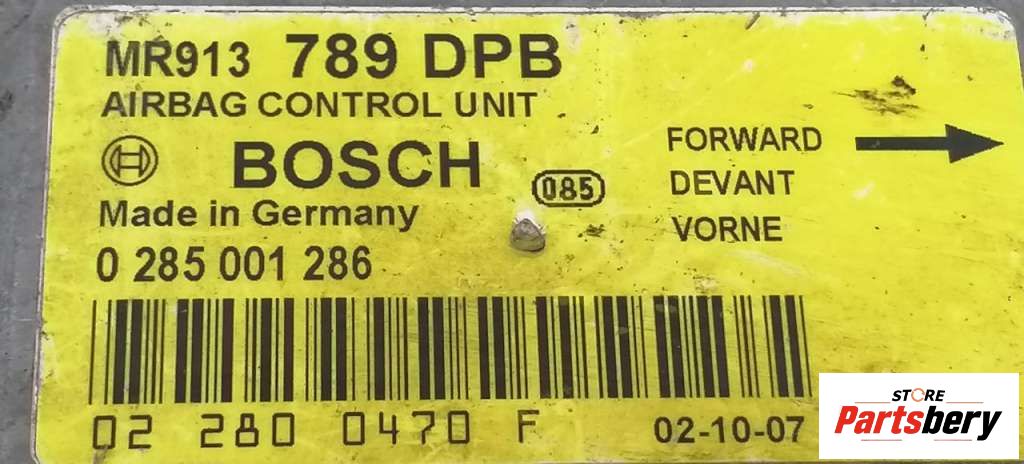 MR913 789 DPB
AIRBAG CONTROL UNIT
BOSCH
085
Made in Germany
0 285 001 286
FORWARD
DEVANT
VORNE
02 280 0470 F
02-10-07
STORE
Partsbery